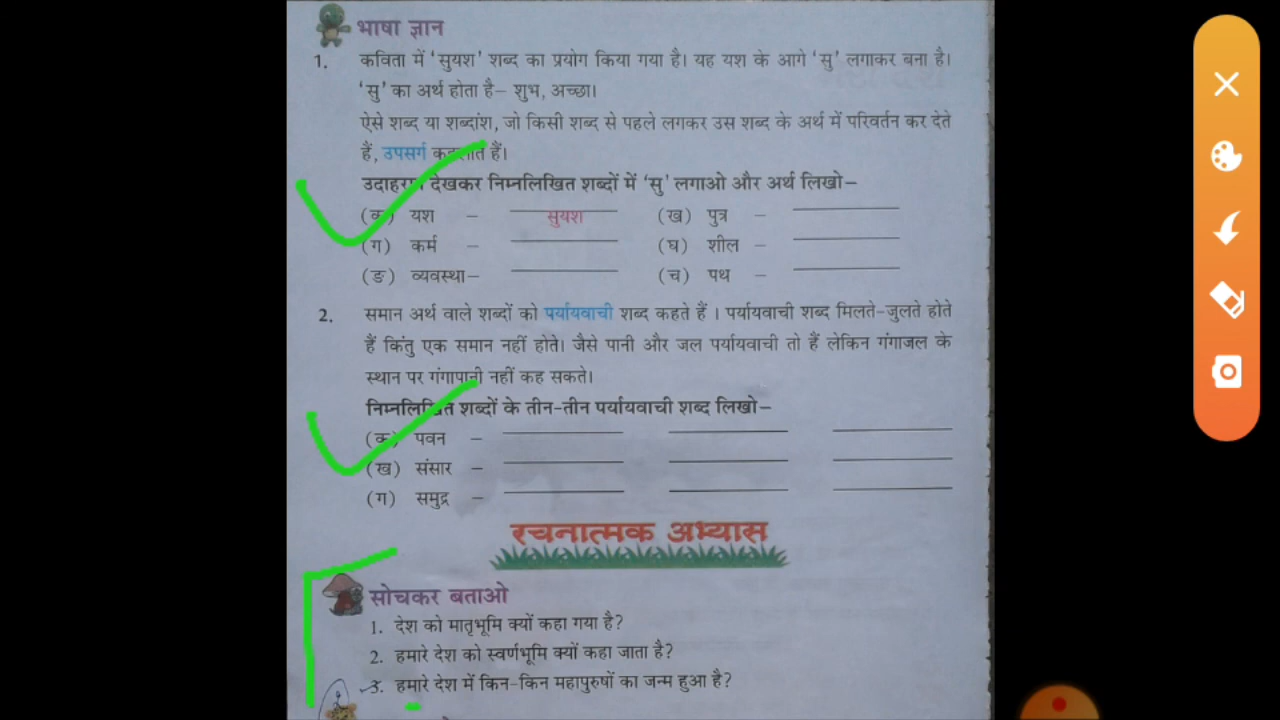 भाषा ज्ञान
1. कविता में 'सुयश' शब्द का प्रयोग किया गया है। यह यश के आगे 'सु' लगाकर बना है।
'सु' का अर्थ होता है– शुभ, अच्छा।
ऐसे शब्द या शब्दांश, जो किसी शब्द से पहले लगकर उस शब्द के अर्थ में परिवर्तन कर देते
हैं, उपसर्ग कहलाते हैं।
उदाहरण देखकर निम्नलिखित शब्दों में 'सु' लगाओ और अर्थ लिखो–
(क) यश – सुयश (ख) पुत्र –
(ग) कर्म – (घ) शील –
(ङ) व्यवस्था– (च) पथ –
2. समान अर्थ वाले शब्दों को पर्यायवाची शब्द कहते हैं । पर्यायवाची शब्द मिलते-जुलते होते
हैं किंतु एक समान नहीं होते। जैसे पानी और जल पर्यायवाची तो हैं लेकिन गंगाजल के
स्थान पर गंगापानी नहीं कह सकते।
निम्नलिखित शब्दों के तीन-तीन पर्यायवाची शब्द लिखो–
(क) पवन –
(ख) संसार –
(ग) समुद्र –
रचनात्मक अभ्यास
सोचकर बताओ
1. देश को मातृभूमि क्यों कहा गया है?
2. हमारे देश को स्वर्णभूमि क्यों कहा जाता है?
3. हमारे देश में किन-किन महापुरुषों का जन्म हुआ है?